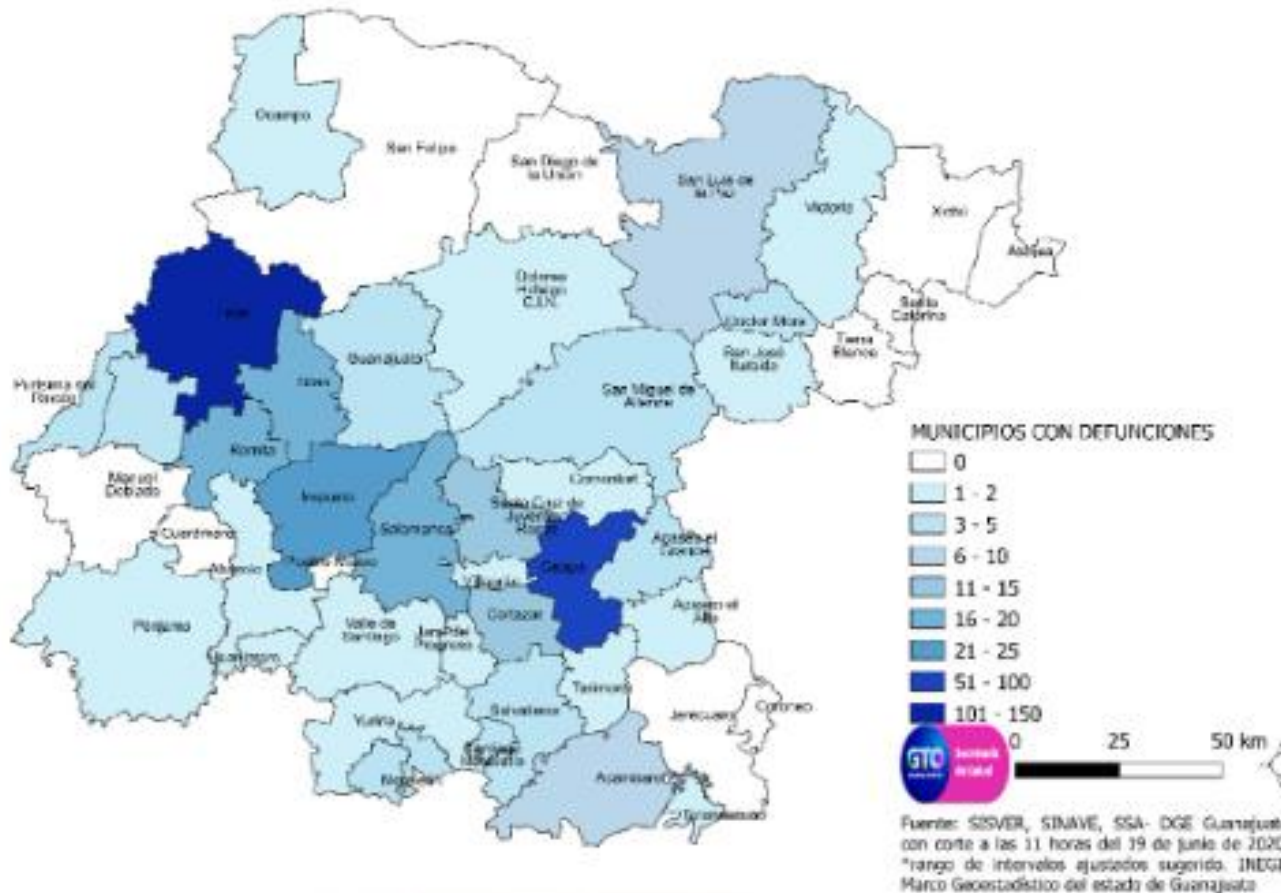 Ocampo
San Felipe
San Diego de
la Unión
San Luis de
la Paz
Victoria
Xichú
Atarjea
Dolores
Hidalgo
C.I.N.
Santa
Catarina
Doctor Mora
Tierra
Blanca
San José
Iturbide
León
Guanajuato
San Miguel de
Allende
Purísima del
Rincón
Silao
Romita
Manuel
Doblado
Irapuato
Salamanca
Santa Cruz de
Juventino
Rosas
Comonfort
Cuerámaro
Abasolo
Pueblo Nuevo
Villagrán
Celaya
Apaseo el
Grande
Cortazar
Apaseo el
Alto
Pénjamo
Valle de
Santiago
Jaral del
Progreso
Huanímaro
Tarimoro
Jerécuaro
Coroneo
Yuriria
Salvatierra
Moroleón
Santiago
Maravatío
Acámbaro
Tarandacuao
MUNICIPIOS CON DEFUNCIONES
0
1 - 2
3 - 5
6 - 10
11 - 15
16 - 20
21 - 25
51 - 100
101 - 150
0 25 50 km
GTO
Secretaría
de Salud
Fuente: SISVER, SINAVE, SSA- DGE Guanajuato
con corte a las 11 horas del 19 de junio de 2020
*rango de intervalos ajustados sugerido. INEGI
Marco Geoestadístico del estado de Guanajuato